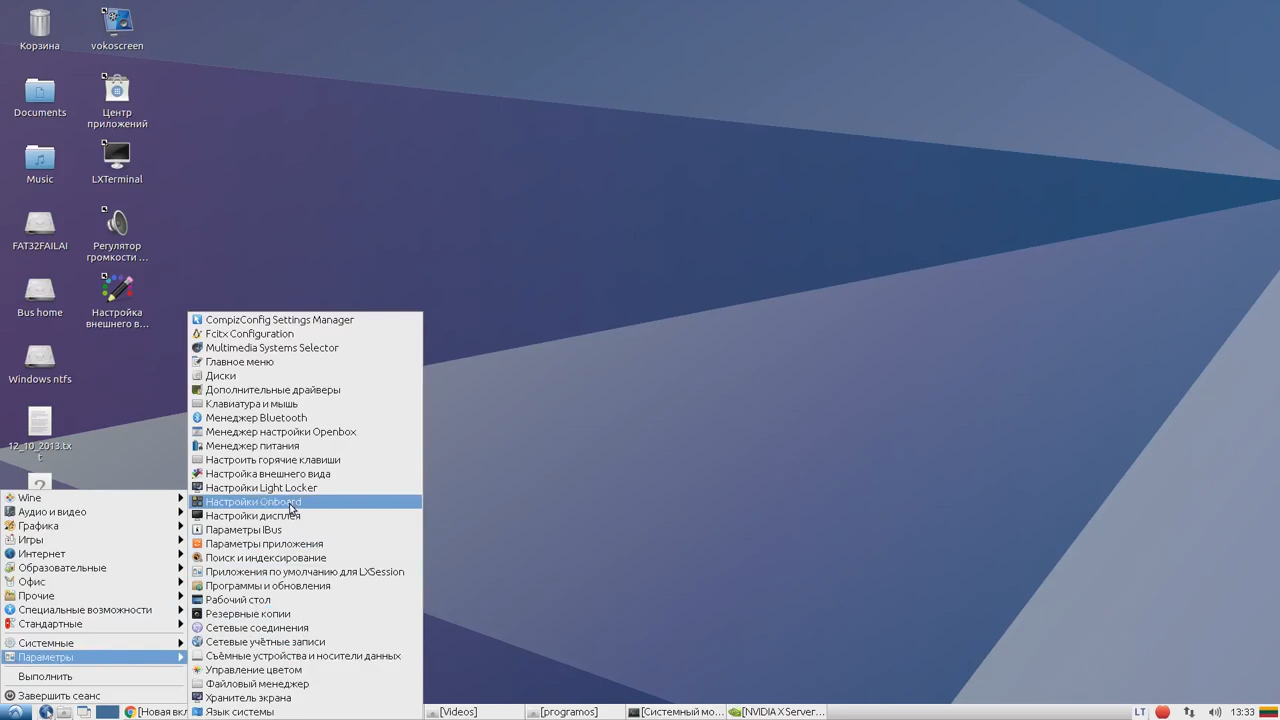 Корзина
vokoscreen
Documents
Центр
приложений
Music
LXTerminal
FAT32FAILAI
Регулятор
громкости ...
Bus home
Настройка
внешнего в...
Windows ntfs
12_10_2013.tx
t
?
Wine
Аудио и видео
Графика
Игры
Интернет
Образовательные
Офис
Прочие
Специальные возможности
Стандартные
Системные
Параметры
Выполнить
Завершить сеанс
CompizConfig Settings Manager
Fcitx Configuration
Multimedia Systems Selector
Главное меню
Диски
Дополнительные драйверы
Клавиатура и мышь
Менеджер Bluetooth
Менеджер настройки Openbox
Менеджер питания
Настроить горячие клавиши
Настройка внешнего вида
Настройки Light Locker
Настройки Onboard
Настройки дисплея
Параметры IBus
Параметры приложения
Поиск и индексирование
Приложения по умолчанию для LXSession
Программы и обновления
Рабочий стол
Резервные копии
Сетевые соединения
Сетевые учётные записи
Съёмные устройства и носители данных
Управление цветом
Файловый менеджер
Хранитель экрана
Язык системы
[Новая вкл
[Videos]
[programos]
[Системный мо...
[NVIDIA X Server...
LT
13:33